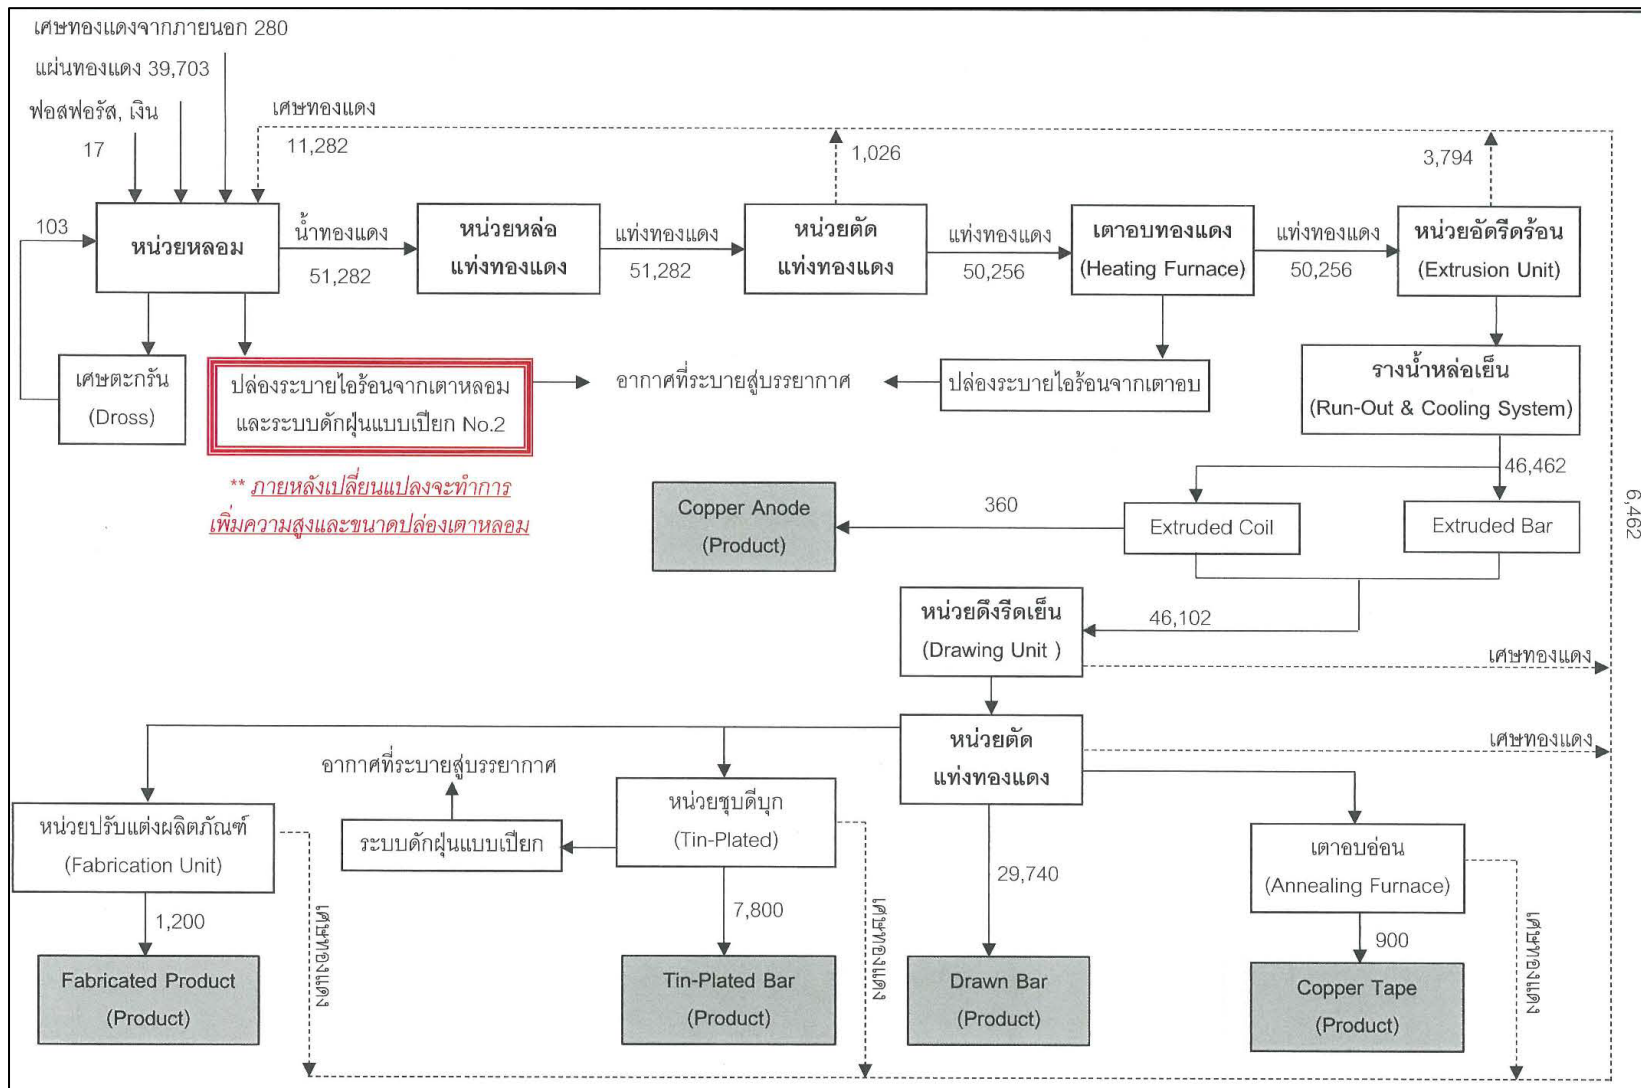 เศษทองแดงจากภายนอก 280
แผ่นทองแดง 39,703
ฟอสฟอรัส, เงิน
17
เศษทองแดง
11,282
1,026
3,794
103
หน่วยหลอม
น้ำทองแดง
51,282
หน่วยหล่อ
แท่งทองแดง
แท่งทองแดง
51,282
หน่วยตัด
แท่งทองแดง
แท่งทองแดง
50,256
เตาอบทองแดง
(Heating Furnace)
แท่งทองแดง
50,256
หน่วยอัดรีดร้อน
(Extrusion Unit)
เศษตะกรัน
(Dross)
ปล่องระบายไอร้อนจากเตาหลอม
และระบบดักฝุ่นแบบเปียก No.2
อากาศที่ระบายสู่บรรยากาศ
ปล่องระบายไอร้อนจากเตาอบ
รางน้ำหล่อเย็น
(Run-Out & Cooling System)
** ภายหลังเปลี่ยนแปลงจะทำการ
เพิ่มความสูงและขนาดปล่องเตาหลอม
46,462
6,462
Copper Anode
(Product)
360
Extruded Coil
Extruded Bar
หน่วยดึงรีดเย็น
(Drawing Unit )
46,102
เศษทองแดง
หน่วยตัด
แท่งทองแดง
เศษทองแดง
อากาศที่ระบายสู่บรรยากาศ
หน่วยปรับแต่งผลิตภัณฑ์
(Fabrication Unit)
ระบบดักฝุ่นแบบเปียก
หน่วยชุบดีบุก
(Tin-Plated)
เตาอบอ่อน
(Annealing Furnace)
1,200
เศษทองแดง
7,800
เศษทองแดง
29,740
900
เศษทองแดง
Fabricated Product
(Product)
Tin-Plated Bar
(Product)
Drawn Bar
(Product)
Copper Tape
(Product)